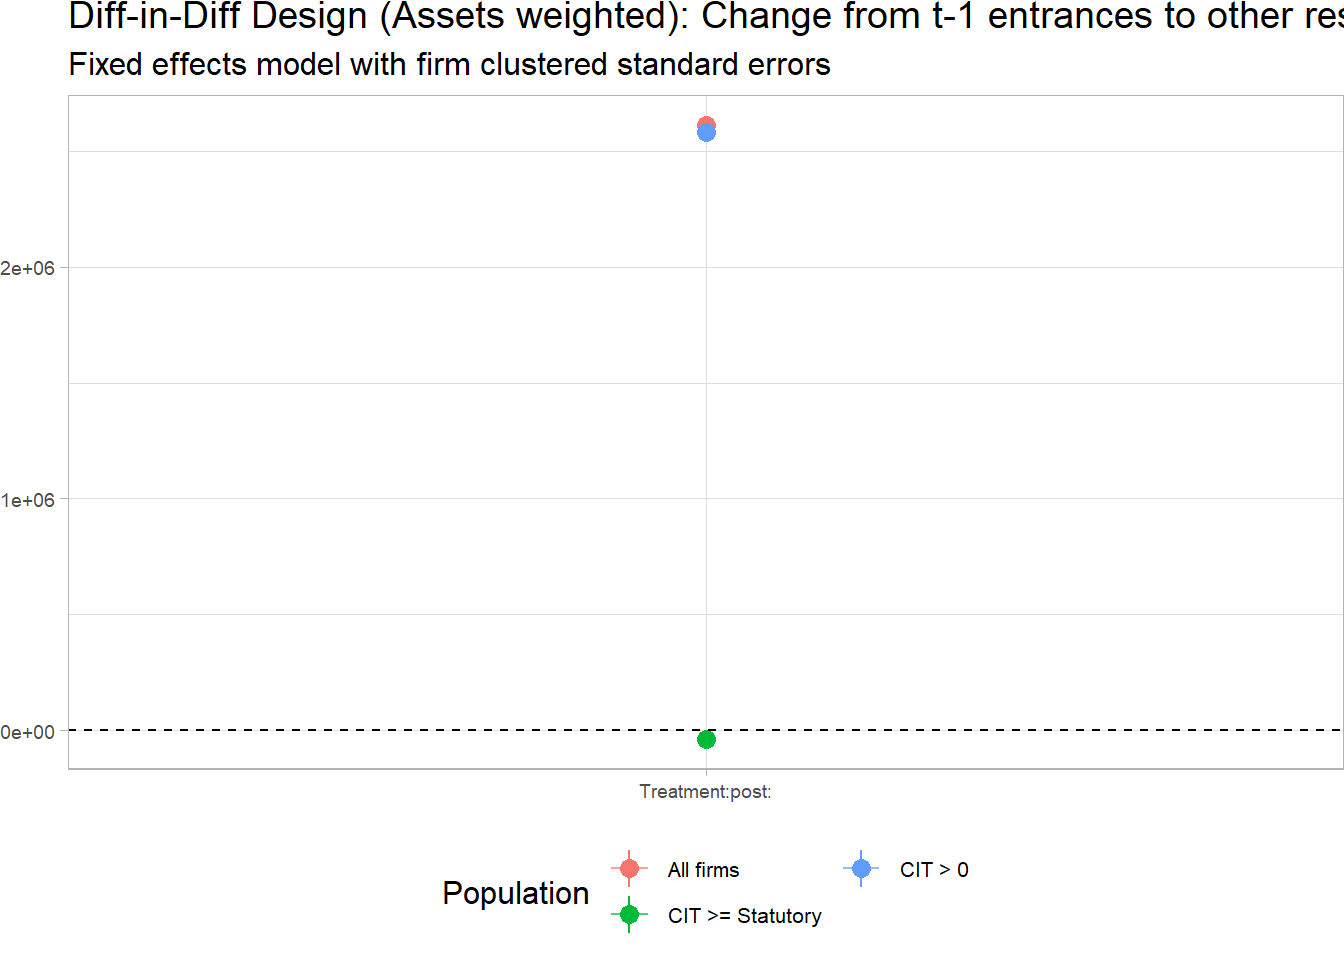 Diff-in-Diff Design (Assets weighted): Change from t-1 entrances to other
Fixed effects model with firm clustered standard errors
2e+06
1e+06
0e+00
Treatment:post:
Population
All firms
CIT > 0
CIT >= Statutory